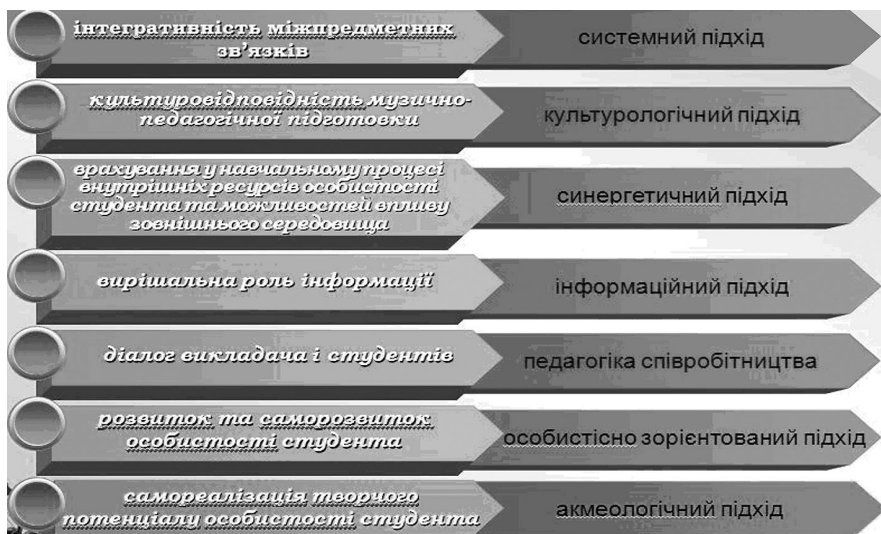 інтегративність міжпредметних
зв’язків
системний підхід
культуровідповідність музично-
педагогічної підготовки
культурологічний підхід
врахування у навчальному процесі
внутрішніх ресурсів особистості
студента та можливостей впливу
зовнішнього середовища
синергетичний підхід
вирішальна роль інформації
інформаційний підхід
діалог викладача і студентів
педагогіка співробітництва
розвиток та саморозвиток
особистості студента
особистісно зорієнтований підхід
самореалізація творчого
потенціалу особистості студента
акмеологічний підхід